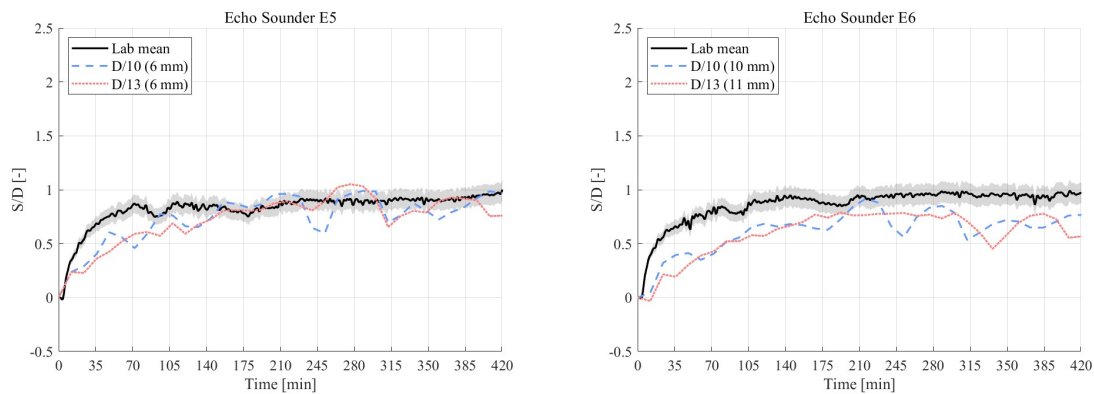 Echo Sounder E5
2.5
2
1.5
1
0.5
0
-0.5
S/D [-]
Lab mean
D/10 (6 mm)
D/13 (6 mm)
0 35 70 105 140 175 210 245 280 315 350 385 420
Time [min]
Echo Sounder E6
2.5
2
1.5
1
0.5
0
-0.5
S/D [-]
Lab mean
D/10 (10 mm)
D/13 (11 mm)
0 35 70 105 140 175 210 245 280 315 350 385 420
Time [min]